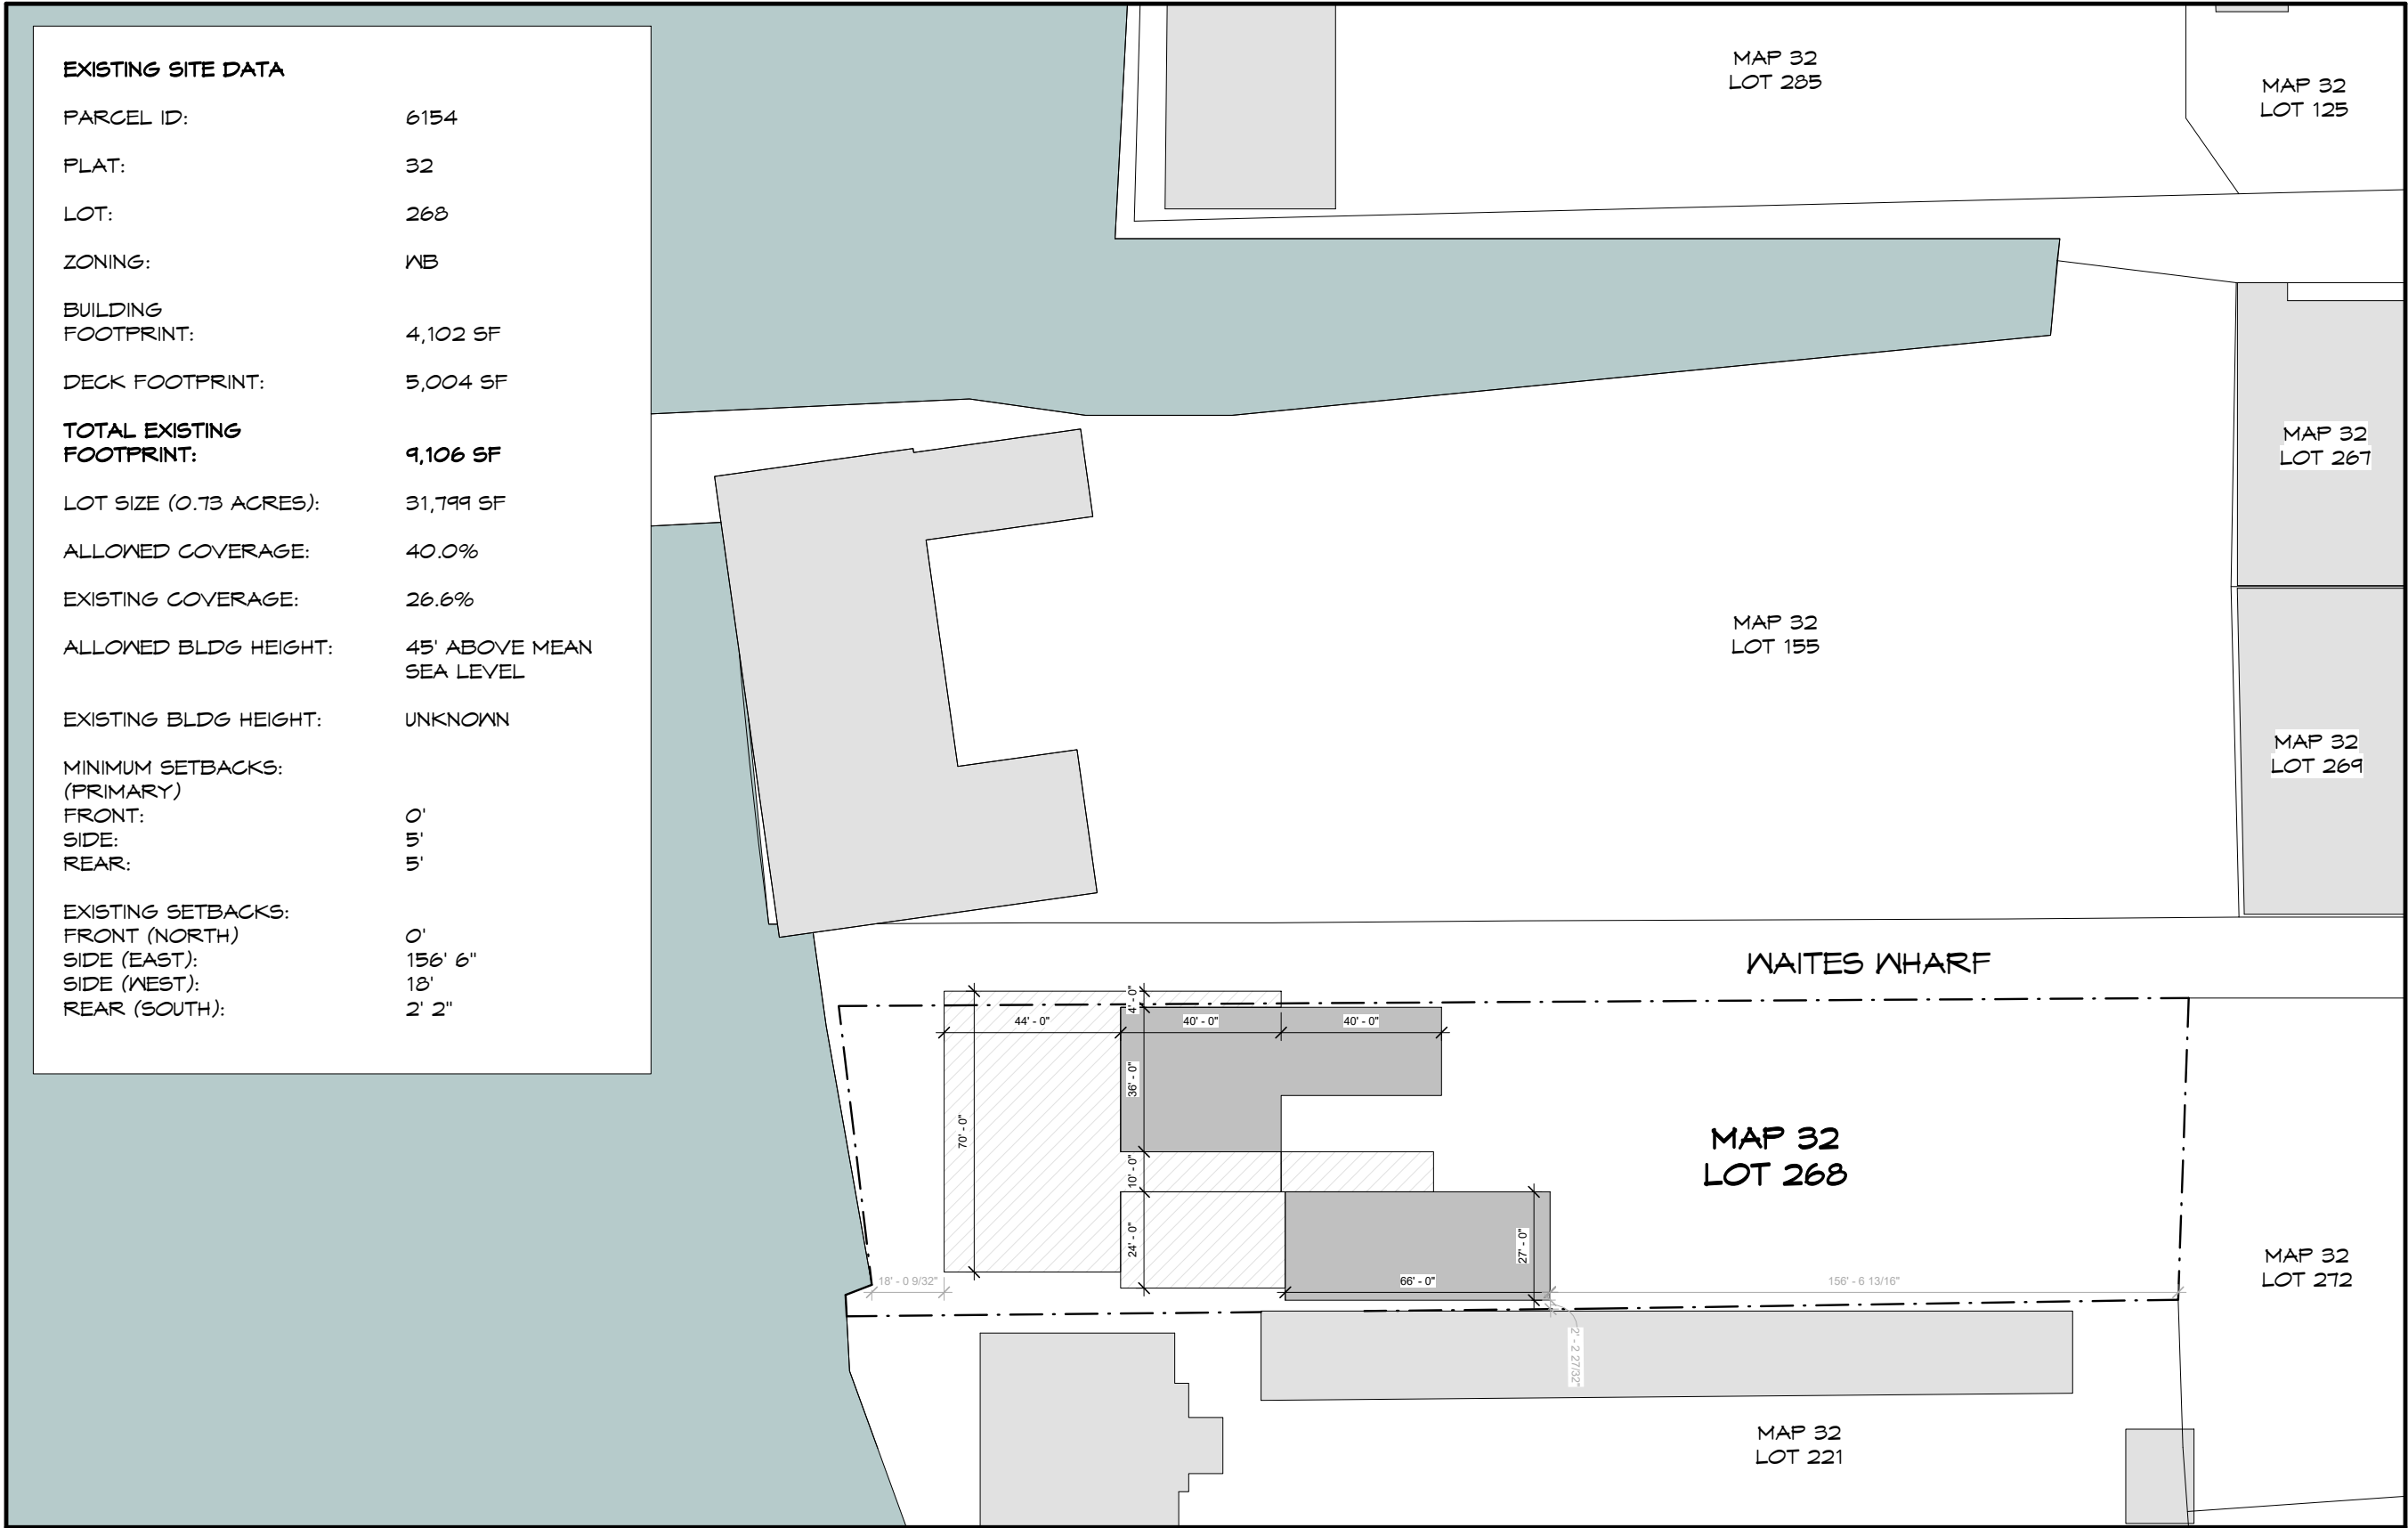 EXISTING SITE DATA
PARCEL ID: 6154
PLAT: 32
LOT: 268
ZONING: WB
BUILDING
FOOTPRINT: 4,102 SF
DECK FOOTPRINT: 5,004 SF
TOTAL EXISTING
FOOTPRINT: 9,106 SF
LOT SIZE (0.73 ACRES): 31,799 SF
ALLOWED COVERAGE: 40.0%
EXISTING COVERAGE: 26.6%
ALLOWED BLDG HEIGHT: 45' ABOVE MEAN
SEA LEVEL
EXISTING BLDG HEIGHT: UNKNOWN
MINIMUM SETBACKS:
(PRIMARY)
FRONT: 0'
SIDE: 5'
REAR: 5'
EXISTING SETBACKS:
FRONT (NORTH) 0'
SIDE (EAST): 156' 6"
SIDE (WEST): 18'
REAR (SOUTH): 2' 2"
MAP 32
LOT 285
MAP 32
LOT 125
MAP 32
LOT 267
MAP 32
LOT 155
MAP 32
LOT 269
WAITES WHARF
4' - 0"
44' - 0"
40' - 0"
40' - 0"
36' - 0"
70' - 0"
10' - 0"
24' - 0"
27' - 0"
MAP 32
LOT 268
18' - 0 9/32"
66' - 0"
156' - 6 13/16"
2' - 2 27/32"
MAP 32
LOT 272
MAP 32
LOT 221